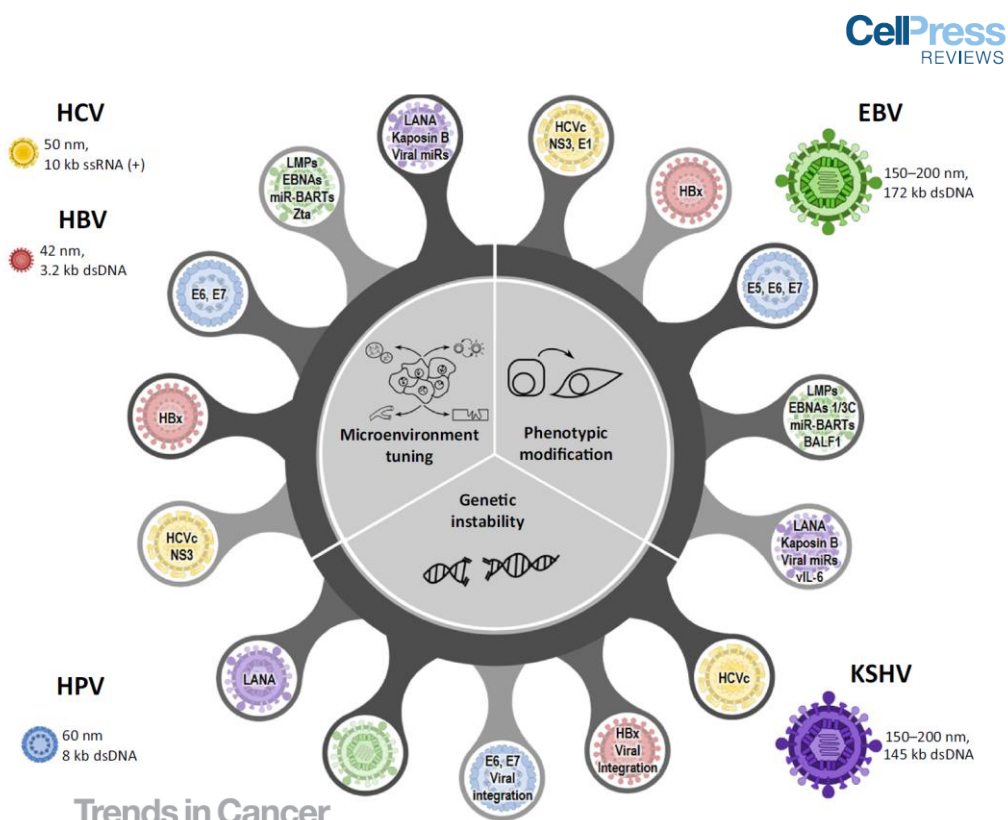 CellPress
REVIEWS
HCV
50 nm,
10 kb ssRNA (+)
HBV
42 nm,
3.2 kb dsDNA
EBV
150–200 nm,
172 kb dsDNA
LANA
Kaposin B
Viral miRs
HCVc
NS3, E1
HBx
E5, E6, E7
LMPs
EBNAs 1/3C
miR-BARTs
BALF1
LANA
Kaposin B
Viral miRs
vIL-6
HCVc
HBx
Viral
Integration
E6, E7
Viral
integration
LANA
HCVc
NS3
HBx
E6, E7
LMPs
EBNAs
miR-BARTs
Zta
Microenvironment
tuning
Phenotypic
modification
Genetic
instability
HPV
60 nm
8 kb dsDNA
KSHV
150–200 nm,
145 kb dsDNA
Trends in Cancer